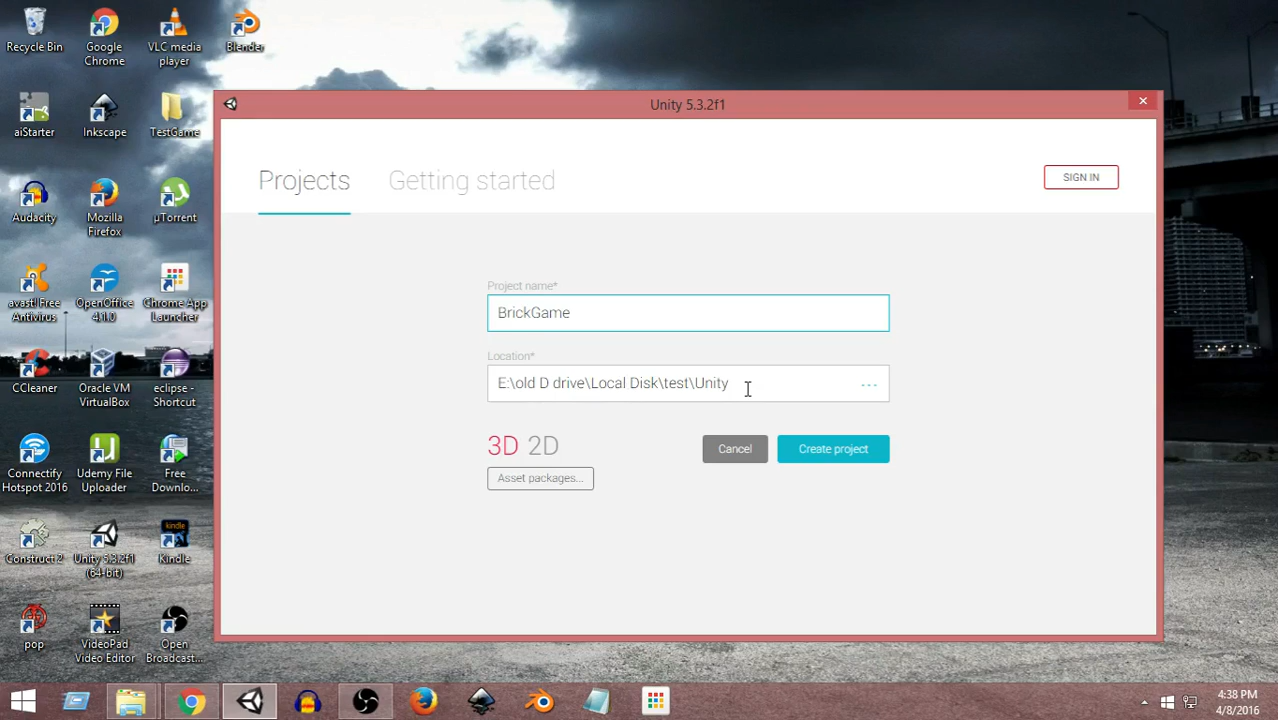 Recycle Bin
Google
Chrome
VLC media
player
Blender
aiStarter
Inkscape
TestGame
Audacity
Mozilla
Firefox
µTorrent
avast! Free
Antivirus
OpenOffice
4.1.0
Chrome App
Launcher
CCleaner
Oracle VM
VirtualBox
eclipse -
Shortcut
Connectify
Hotspot 2016
Udemy File
Uploader
Free
Downlo...
Construct 2
Unity 5.3.2f1
(64-bit)
kindle
Kindle
pop
VideoPad
Video Editor
Open
Broadcast...
Unity 5.3.2f1
Projects
Getting started
SIGN IN
Project name*
BrickGame
Location*
E:\old D drive\Local Disk\test\Unity
...
3D 2D
Cancel
Create project
Asset packages...
4:38 PM
4/8/2016